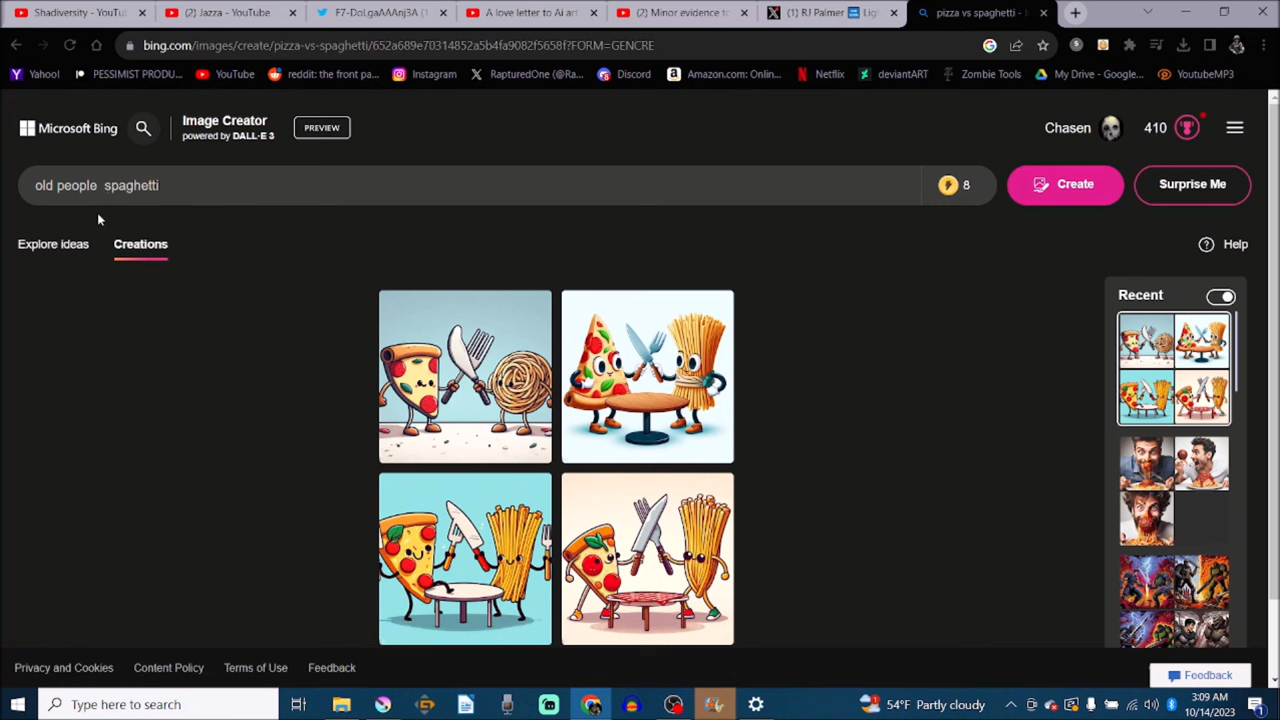 Shadiversity - YouTu
(2) Jazza - YouTube
F7-DoLgaAAAnj3A (1
A love letter to Ai art
(2) Minor evidence to
(1) RJ Palmer
Lig
pizza vs spaghetti -
bing.com/images/create/pizza-vs-spaghetti/652a689e70314852a5b4fa9082f5658f?FORM=GENCRE
Yahoo!
PESSIMIST PRODU...
YouTube
reddit: the front pa...
Instagram
RapturedOne (@Ra...
Discord
Amazon.com: Onlin...
Netflix
deviantART
Zombie Tools
My Drive - Google...
YoutubeMP3
Microsoft Bing
Image Creator
powered by DALL·E 3
PREVIEW
Chasen
410
old people  spaghetti
8
Create
Surprise Me
Explore ideas
Creations
Help
Recent
Privacy and Cookies
Content Policy
Terms of Use
Feedback
Feedback
Type here to search
54°F Partly cloudy
3:09 AM
10/14/2023